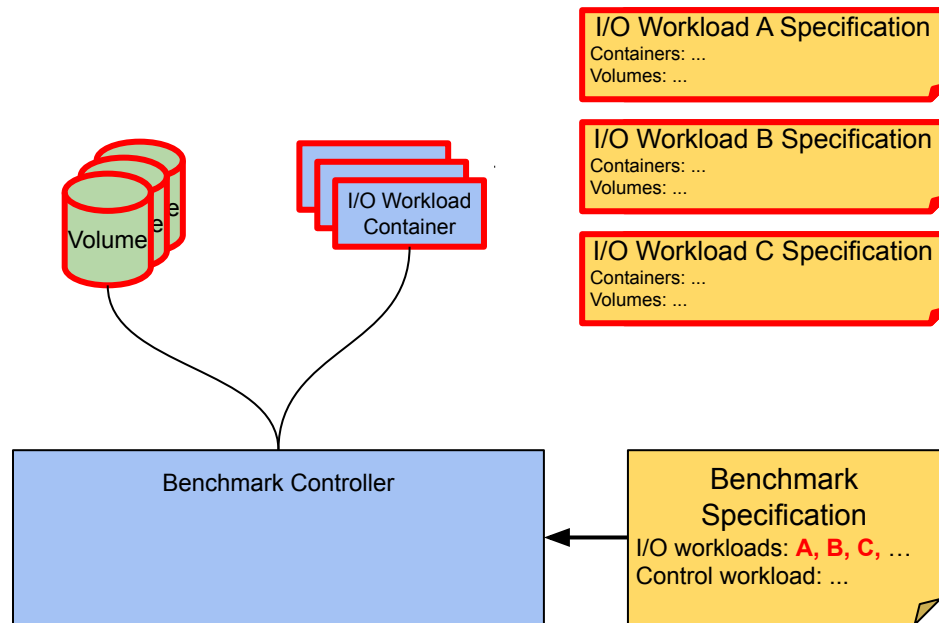 I/O Workload A Specification
Containers: ...
Volumes: ...
I/O Workload B Specification
Containers: ...
Volumes: ...
I/O Workload C Specification
Containers: ...
Volumes: ...
Volume
e
e
I/O Workload
Container
Benchmark Controller
Benchmark
Specification
I/O workloads: A, B, C, ...
Control workload: ...